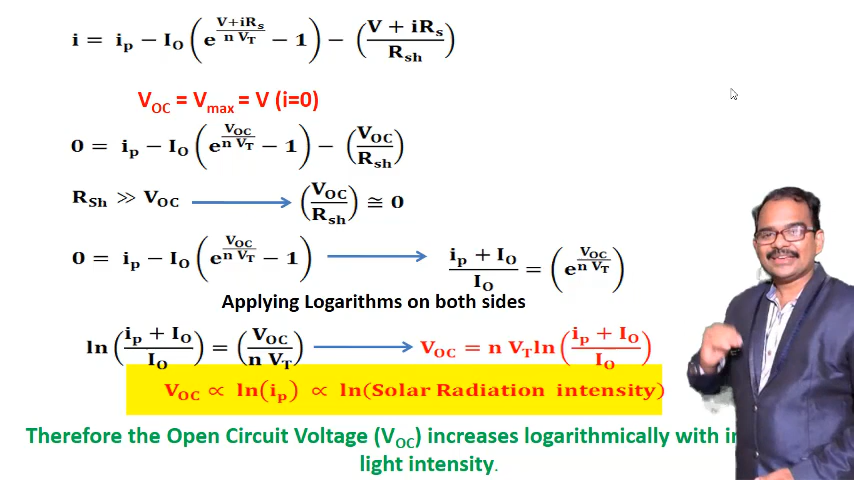 i = i_p − I_O (e^{(V+iR_s)/(n V_T)} − 1) − ((V + iR_s)/R_sh)
V_OC = V_max = V (i=0)
0 = i_p − I_O (e^{V_OC/(n V_T)} − 1) − (V_OC/R_sh)
R_Sh ≫ V_OC ⟶ (V_OC/R_sh) ≅ 0
0 = i_p − I_O (e^{V_OC/(n V_T)} − 1) ⟶ (i_p + I_O)/I_O = (e^{V_OC/(n V_T)})
Applying Logarithms on both sides
ln((i_p + I_O)/I_O) = (V_OC/(n V_T)) ⟶ V_OC = n V_T ln((i_p + I_O)/I_O)
V_OC ∝ ln(i_p) ∝ ln(Solar Radiation intensity)
Therefore the Open Circuit Voltage (V_OC) increases logarithmically with
light intensity.